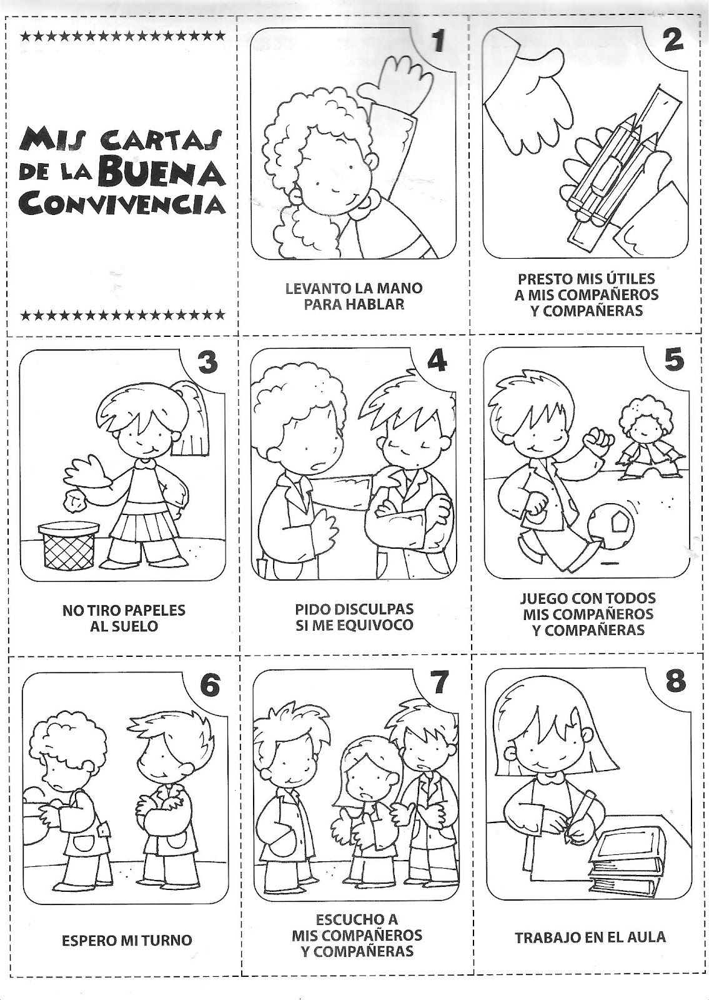 MIS CARTAS
DE LA BUENA
CONVIVENCIA
1
LEVANTO LA MANO
PARA HABLAR
2
PRESTO MIS ÚTILES
A MIS COMPAÑEROS
Y COMPAÑERAS
3
NO TIRO PAPELES
AL SUELO
4
PIDO DISCULPAS
SI ME EQUIVOCO
5
JUEGO CON TODOS
MIS COMPAÑEROS
Y COMPAÑERAS
6
ESPERO MI TURNO
7
ESCUCHO A
MIS COMPAÑEROS
Y COMPAÑERAS
8
TRABAJO EN EL AULA